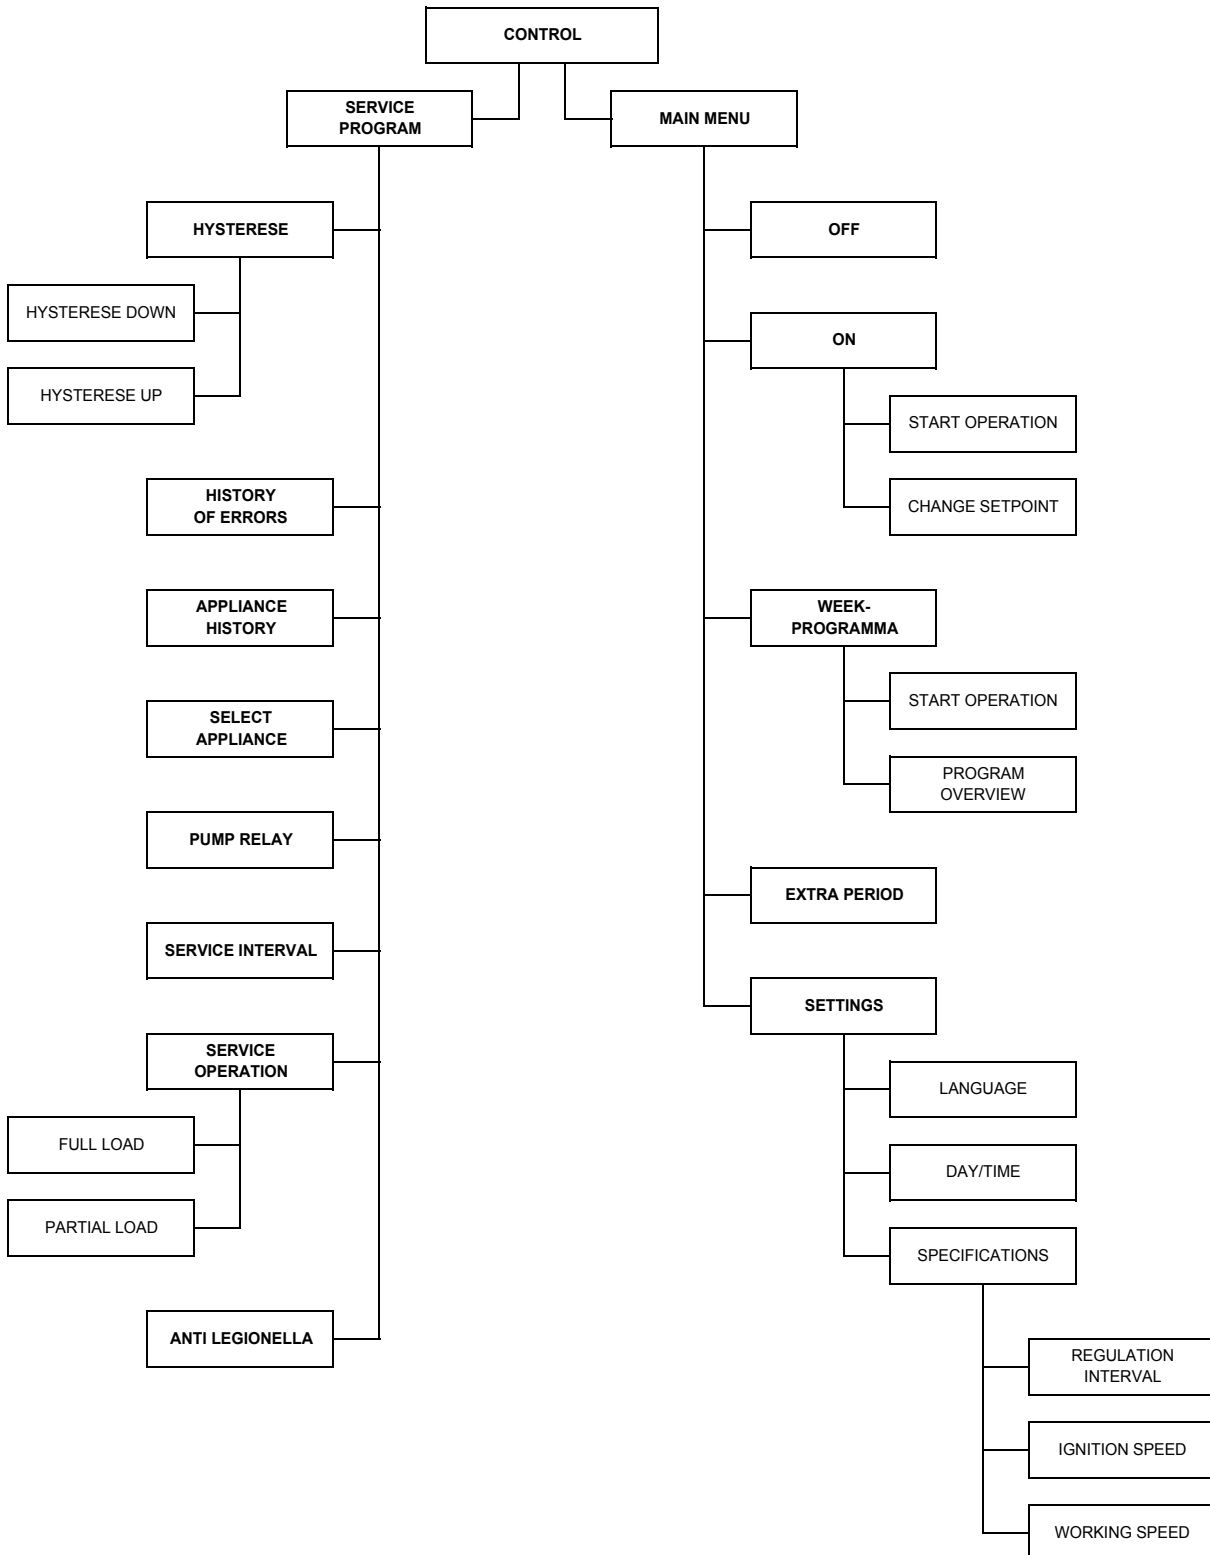 CONTROL
SERVICE
PROGRAM
MAIN MENU
HYSTERESE
OFF
HYSTERESE DOWN
ON
HYSTERESE UP
START OPERATION
HISTORY
OF ERRORS
CHANGE SETPOINT
APPLIANCE
HISTORY
WEEK-
PROGRAMMA
START OPERATION
SELECT
APPLIANCE
PROGRAM
OVERVIEW
PUMP RELAY
EXTRA PERIOD
SERVICE INTERVAL
SETTINGS
SERVICE
OPERATION
LANGUAGE
FULL LOAD
DAY/TIME
PARTIAL LOAD
SPECIFICATIONS
ANTI LEGIONELLA
REGULATION
INTERVAL
IGNITION SPEED
WORKING SPEED